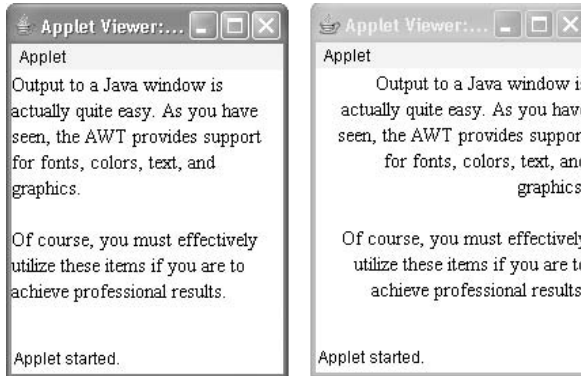 Applet Viewer:...
Applet
Output to a Java window is
actually quite easy. As you have
seen, the AWT provides support
for fonts, colors, text, and
graphics.
Of course, you must effectively
utilize these items if you are to
achieve professional results.
Applet started.
Applet Viewer:...
Applet
Output to a Java window is
actually quite easy. As you have
seen, the AWT provides support
for fonts, colors, text, and
graphics.
Of course, you must effectively
utilize these items if you are to
achieve professional results.
Applet started.